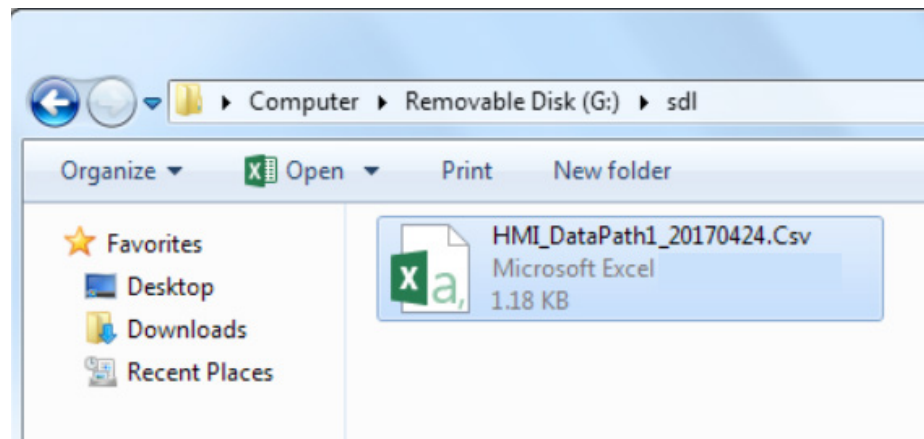 Computer Removable Disk (G:) sdl
Organize Open Print New folder
Favorites
Desktop
Downloads
Recent Places
HMI_DataPath1_20170424.Csv
Microsoft Excel
1.18 KB